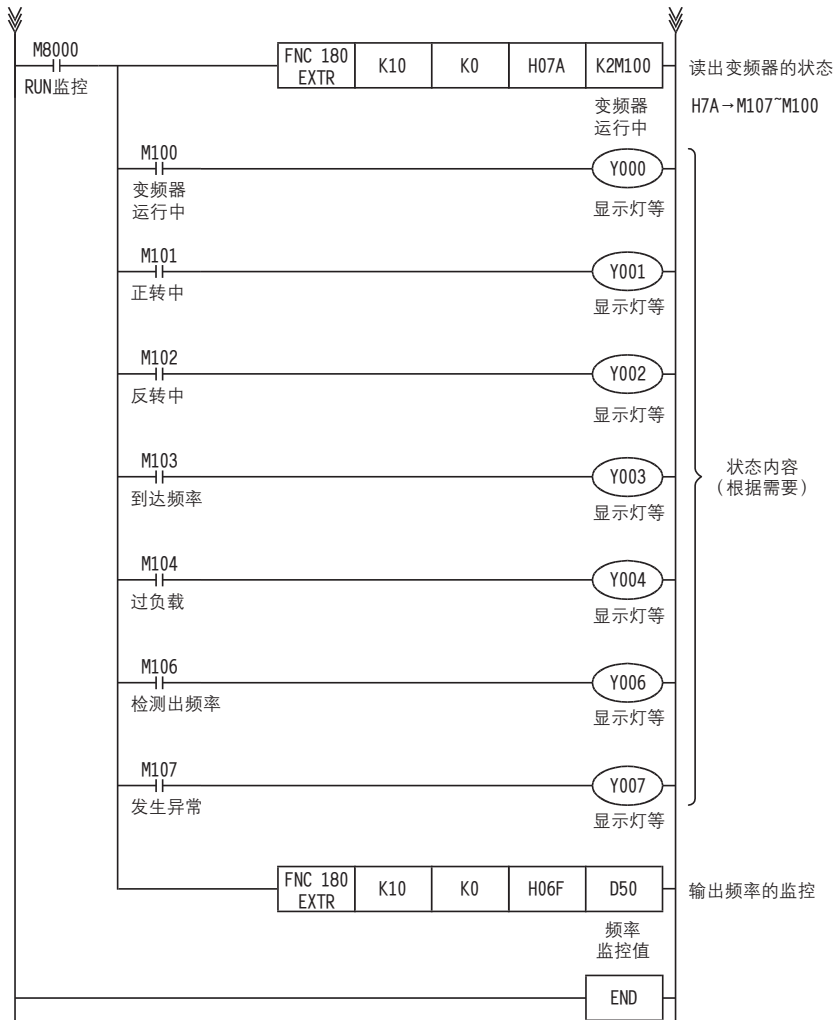 M8000
RUN监控
FNC 180
EXTR
K10
K0
H07A
K2M100
读出变频器的状态
变频器
运行中
H7A→M107~M100
M100
变频器
运行中
Y000
显示灯等
M101
正转中
Y001
显示灯等
M102
反转中
Y002
显示灯等
M103
到达频率
Y003
显示灯等
状态内容
(根据需要)
M104
过负载
Y004
显示灯等
M106
检测出频率
Y006
显示灯等
M107
发生异常
Y007
显示灯等
FNC 180
EXTR
K10
K0
H06F
D50
输出频率的监控
频率
监控值
END